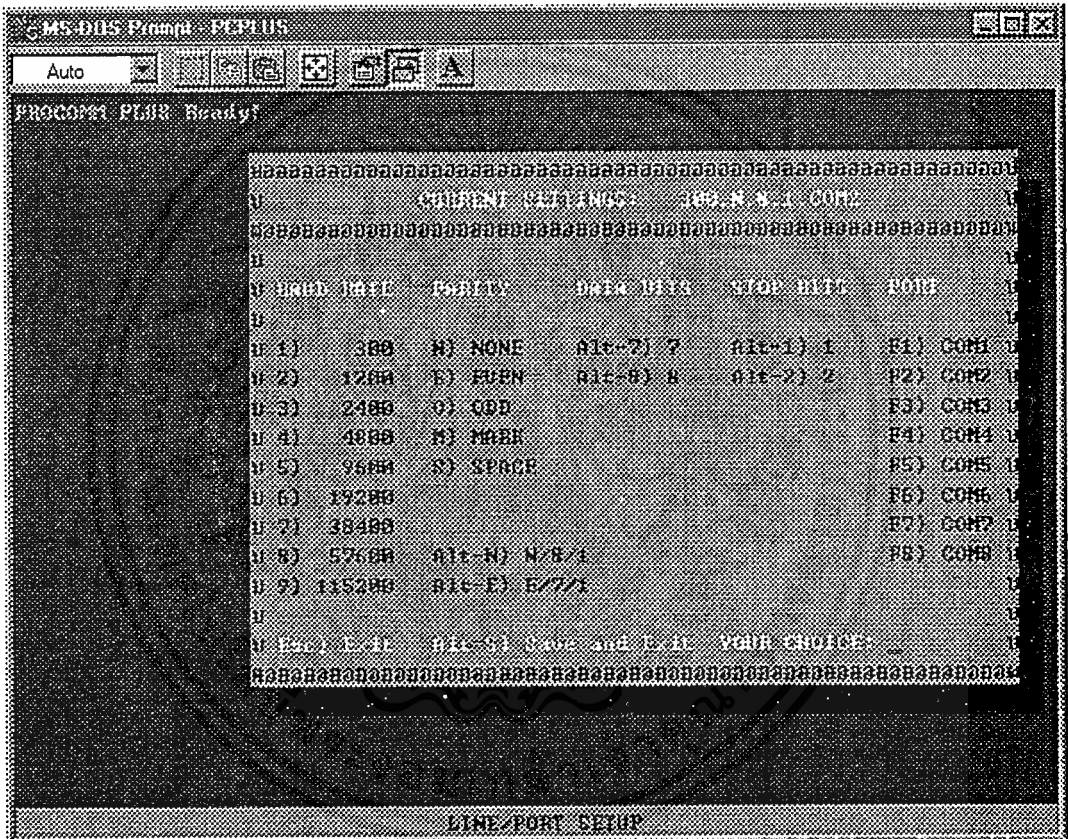 MS-DOS Prompt - PCPLUS
Auto
A
PROCOMM PLUS Ready!
CURRENT SETTINGS: 300,N,8,1 COM2
BAUD RATE PARITY DATA BITS STOP BITS PORT
1) 300 N) NONE Alt-7) 7 Alt-1) 1 F1) COM1
2) 1200 E) EVEN Alt-8) 8 Alt-2) 2 F2) COM2
3) 2400 O) ODD F3) COM3
4) 4800 M) MARK F4) COM4
5) 9600 S) SPACE F5) COM5
6) 19200 F6) COM6
7) 38400 F7) COM7
8) 57600 Alt-N) N/8/1 F8) COM8
9) 115200 Alt-E) E/7/1
Esc) Exit Alt-S) Save and Exit YOUR CHOICE: _
LINE/PORT SETUP